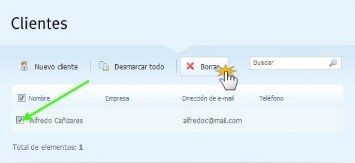 Clientes
Nuevo cliente Desmarcar todo Borrar Buscar
Nombre Empresa Dirección de e-mail Teléfono
Alfredo Cañizares alfredoc@mail.com
Total de elementos: 1